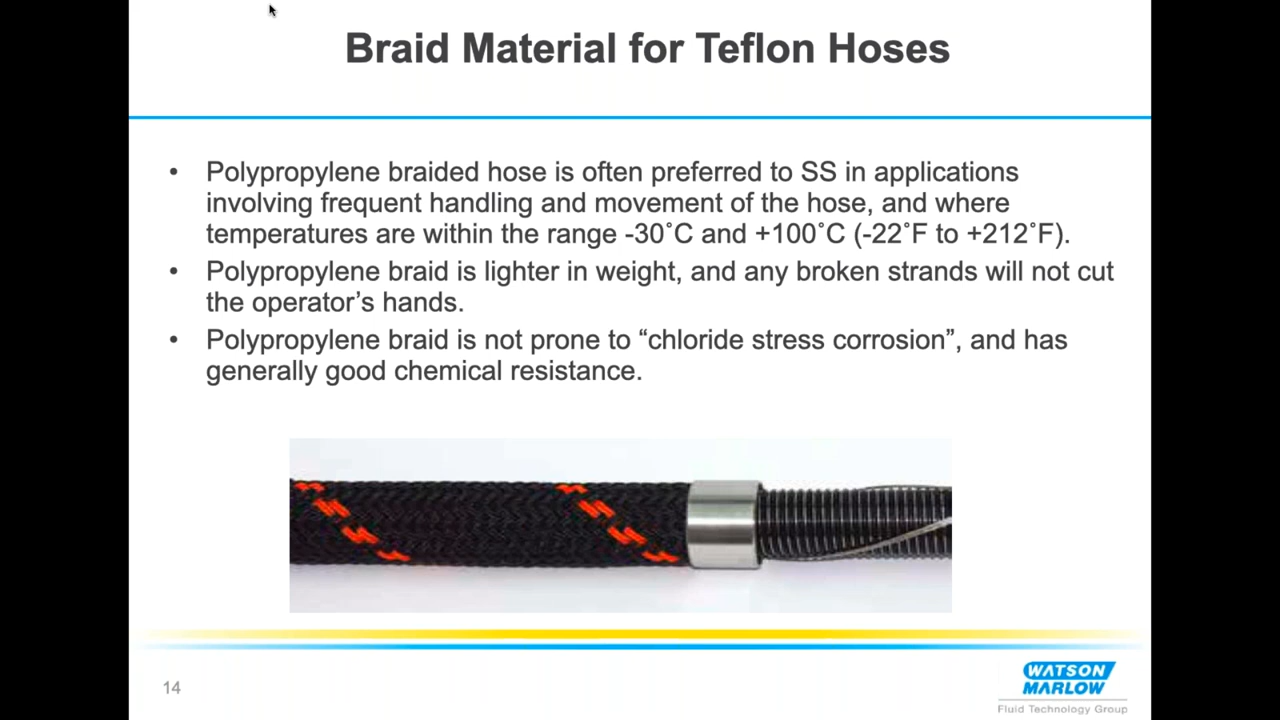 Braid Material for Teflon Hoses
• Polypropylene braided hose is often preferred to SS in applications
involving frequent handling and movement of the hose, and where
temperatures are within the range -30˚C and +100˚C (-22˚F to +212˚F).
• Polypropylene braid is lighter in weight, and any broken strands will not cut
the operator’s hands.
• Polypropylene braid is not prone to “chloride stress corrosion”, and has
generally good chemical resistance.
14
WATSON
MARLOW
Fluid Technology Group